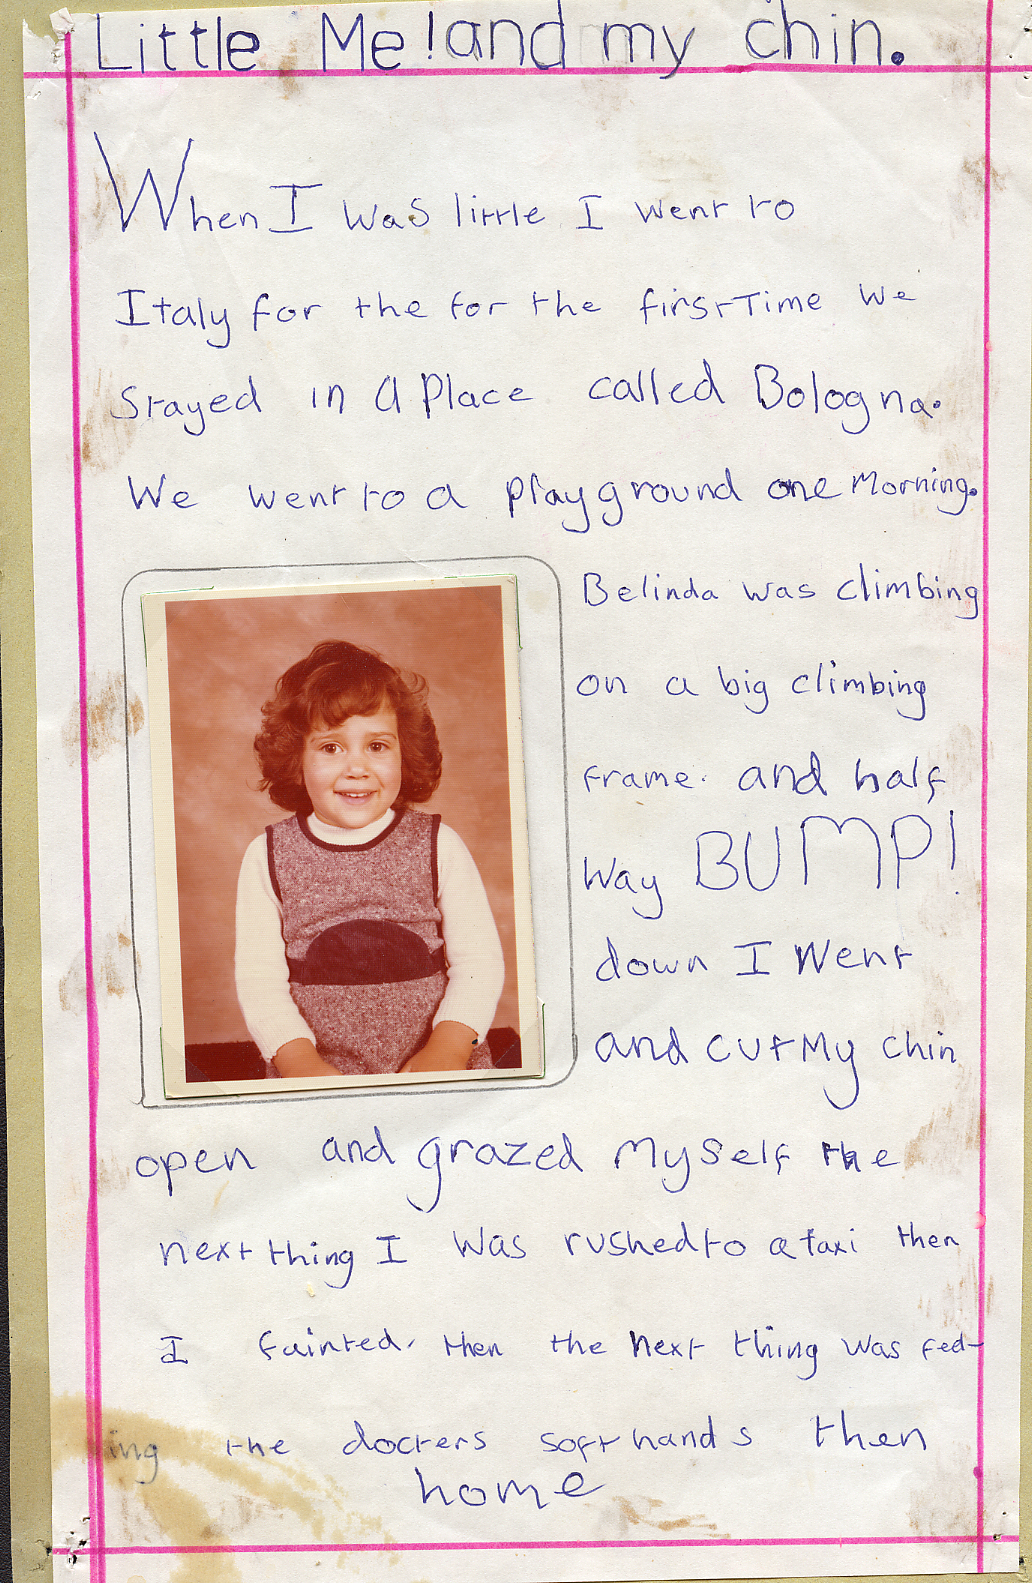 Little Me! and my chin.
When I was little I went to
Italy for the for the first Time we
stayed in a place called Bologna.
We went to a playground one Morning.
Belinda was climbing
on a big climbing
frame. and half
way BUMP!
down I went
and cut My chin
open and grazed myself the
next thing I was rushed to a taxi then
I fainted. then the next thing was feel-
ing the docters soft hands then
home